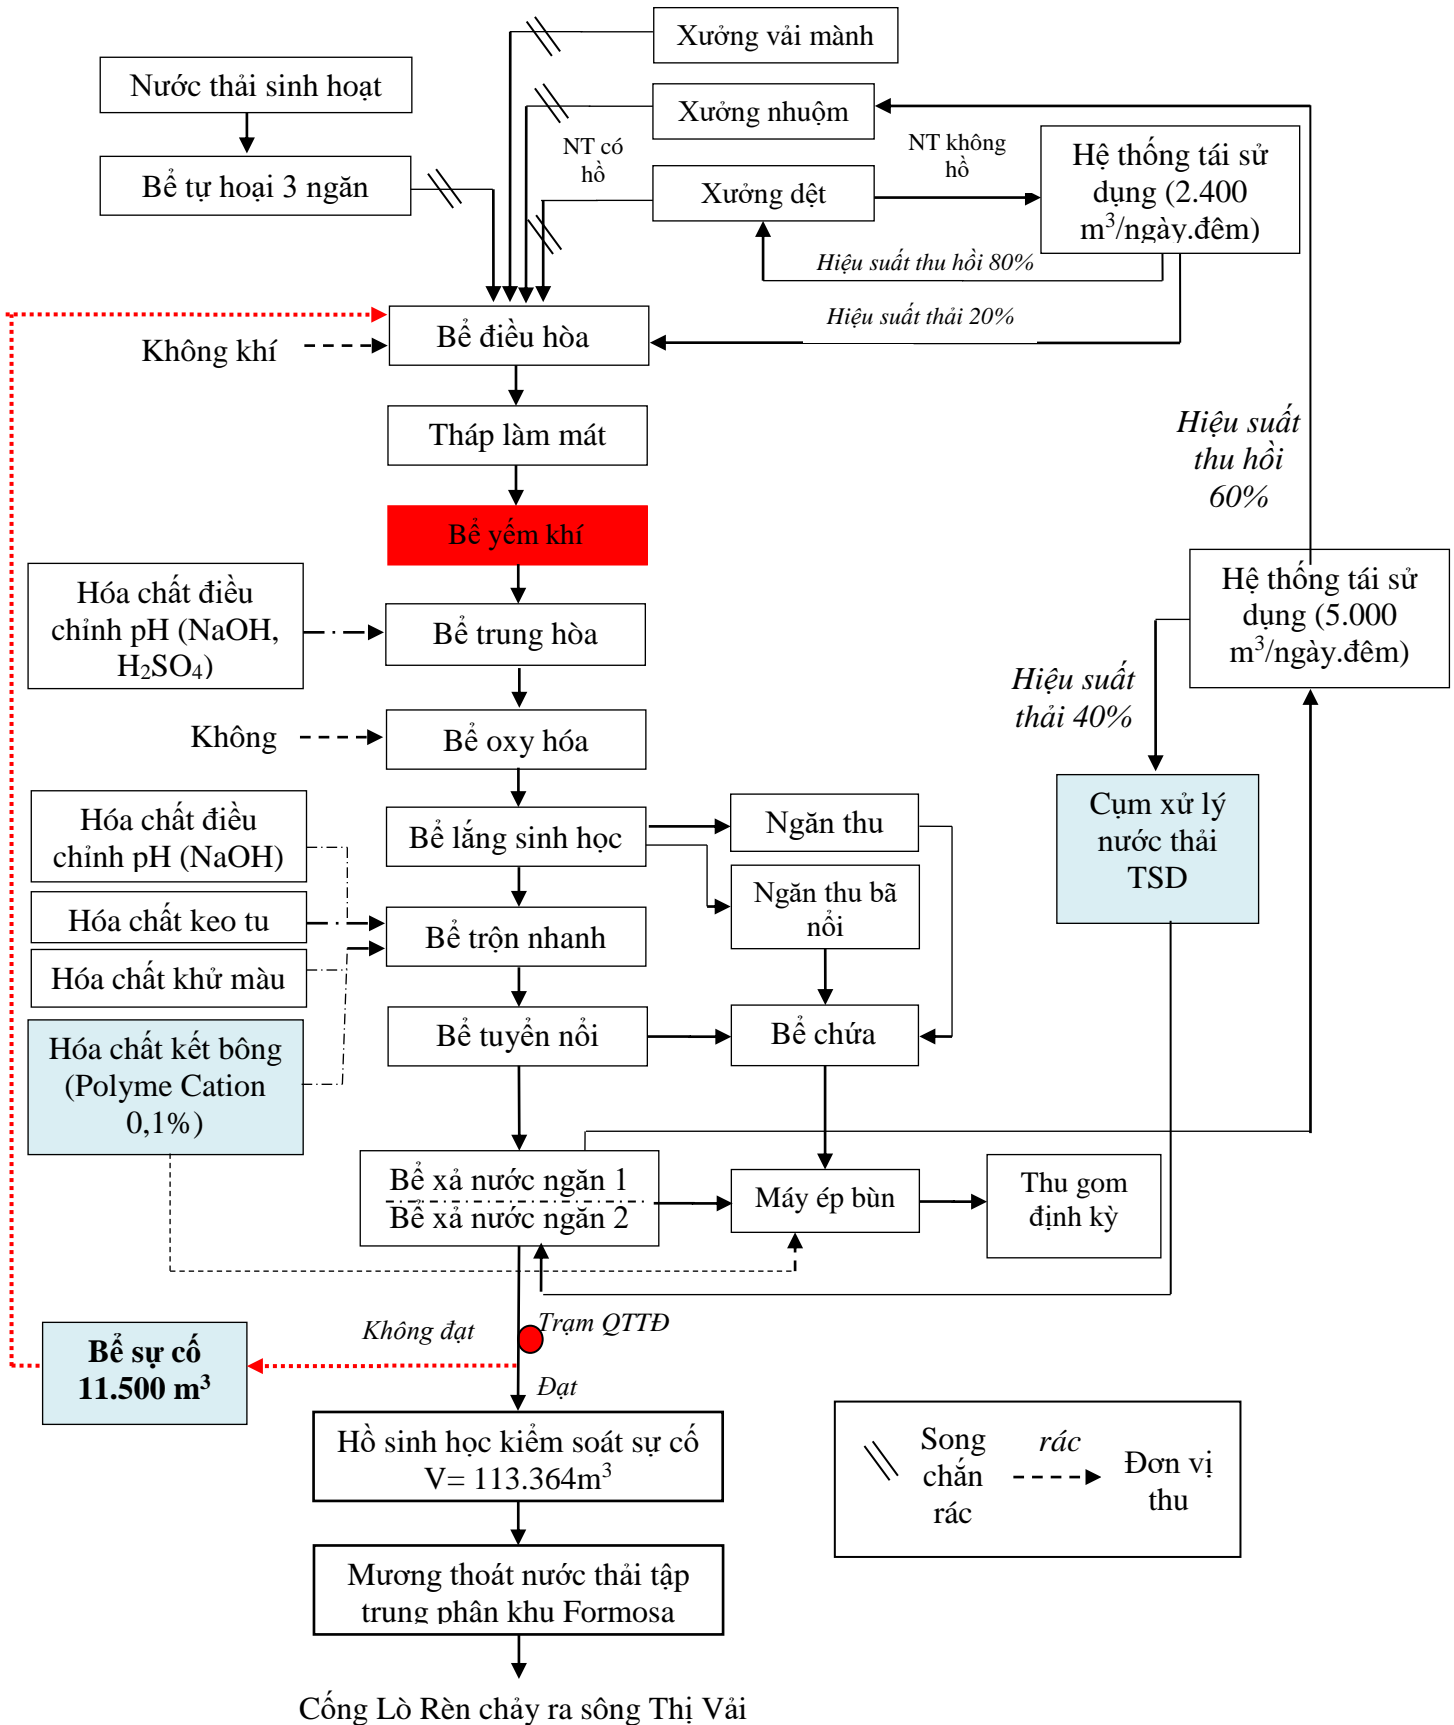 Xưởng vải mành
Nước thải sinh hoạt
Xưởng nhuộm
NT có
hồ
NT không
hồ
Hệ thống tái sử
dụng (2.400
m³/ngày.đêm)
Bể tự hoại 3 ngăn
Xưởng dệt
Hiệu suất thu hồi 80%
Hiệu suất thải 20%
Bể điều hòa
Không khí
Tháp làm mát
Hiệu suất
thu hồi
60%
Bể yếm khí
Hóa chất điều
chỉnh pH (NaOH,
H₂SO₄)
Bể trung hòa
Hệ thống tái sử
dụng (5.000
m³/ngày.đêm)
Hiệu suất
thải 40%
Không
Bể oxy hóa
Hóa chất điều
chỉnh pH (NaOH)
Bể lắng sinh học
Ngăn thu
Cụm xử lý
nước thải
TSD
Ngăn thu bã
nổi
Hóa chất keo tu
Bể trộn nhanh
Hóa chất khử màu
Bể tuyển nổi
Bể chứa
Hóa chất kết bông
(Polyme Cation
0,1%)
Bể xả nước ngăn 1
Bể xả nước ngăn 2
Máy ép bùn
Thu gom
định kỳ
Không đạt
Trạm QTTĐ
Bể sự cố
11.500 m³
Đạt
Hồ sinh học kiểm soát sự cố
V= 113.364m³
Song
chắn
rác
rác
Đơn vị
thu
Mương thoát nước thải tập
trung phân khu Formosa
Cống Lò Rèn chảy ra sông Thị Vải